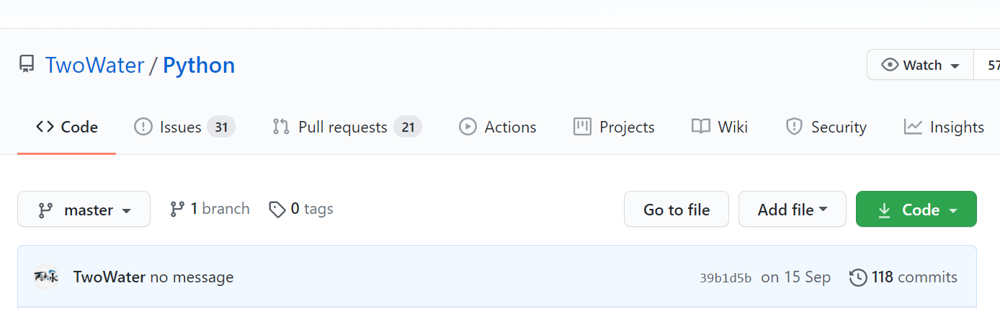 TwoWater / Python
Watch 57
Code Issues 31 Pull requests 21 Actions Projects Wiki Security Insights
master 1 branch 0 tags Go to file Add file Code
TwoWater no message 39b1d5b on 15 Sep 118 commits